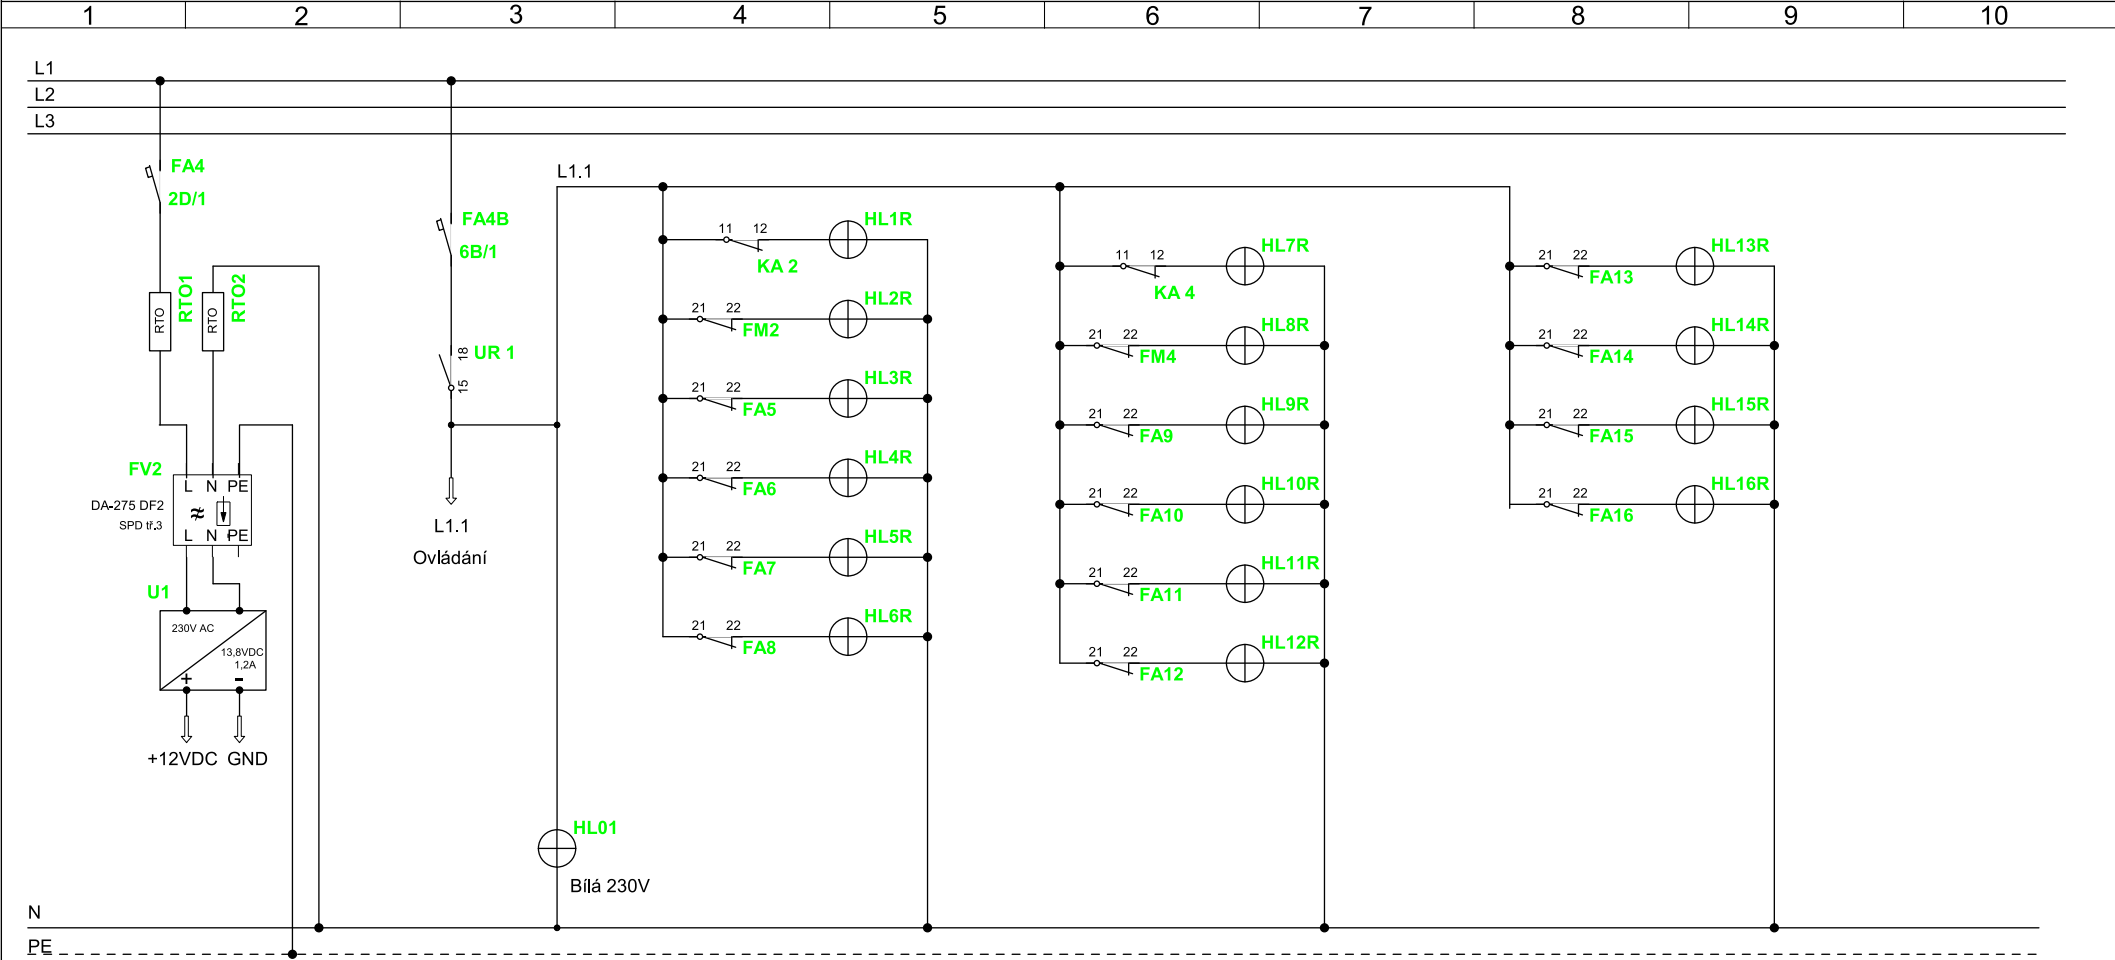 1 2 3 4 5 6 7 8 9 10
L1
L2
L3
FA4
2D/1
RTO
RTO1
RTO
RTO2
FV2
L N PE
DA-275 DF2
SPD tř.3
L N PE
U1
230V AC
13,8VDC
1,2A
+ -
+12VDC GND
FA4B
6B/1
18
UR 1
15
L1.1
Ovládání
L1.1
HL01
Bílá 230V
11 12
KA 2
HL1R
21 22
FM2
HL2R
21 22
FA5
HL3R
21 22
FA6
HL4R
21 22
FA7
HL5R
21 22
FA8
HL6R
11 12
KA 4
HL7R
21 22
FM4
HL8R
21 22
FA9
HL9R
21 22
FA10
HL10R
21 22
FA11
HL11R
21 22
FA12
HL12R
21 22
FA13
HL13R
21 22
FA14
HL14R
21 22
FA15
HL15R
21 22
FA16
HL16R
N
PE